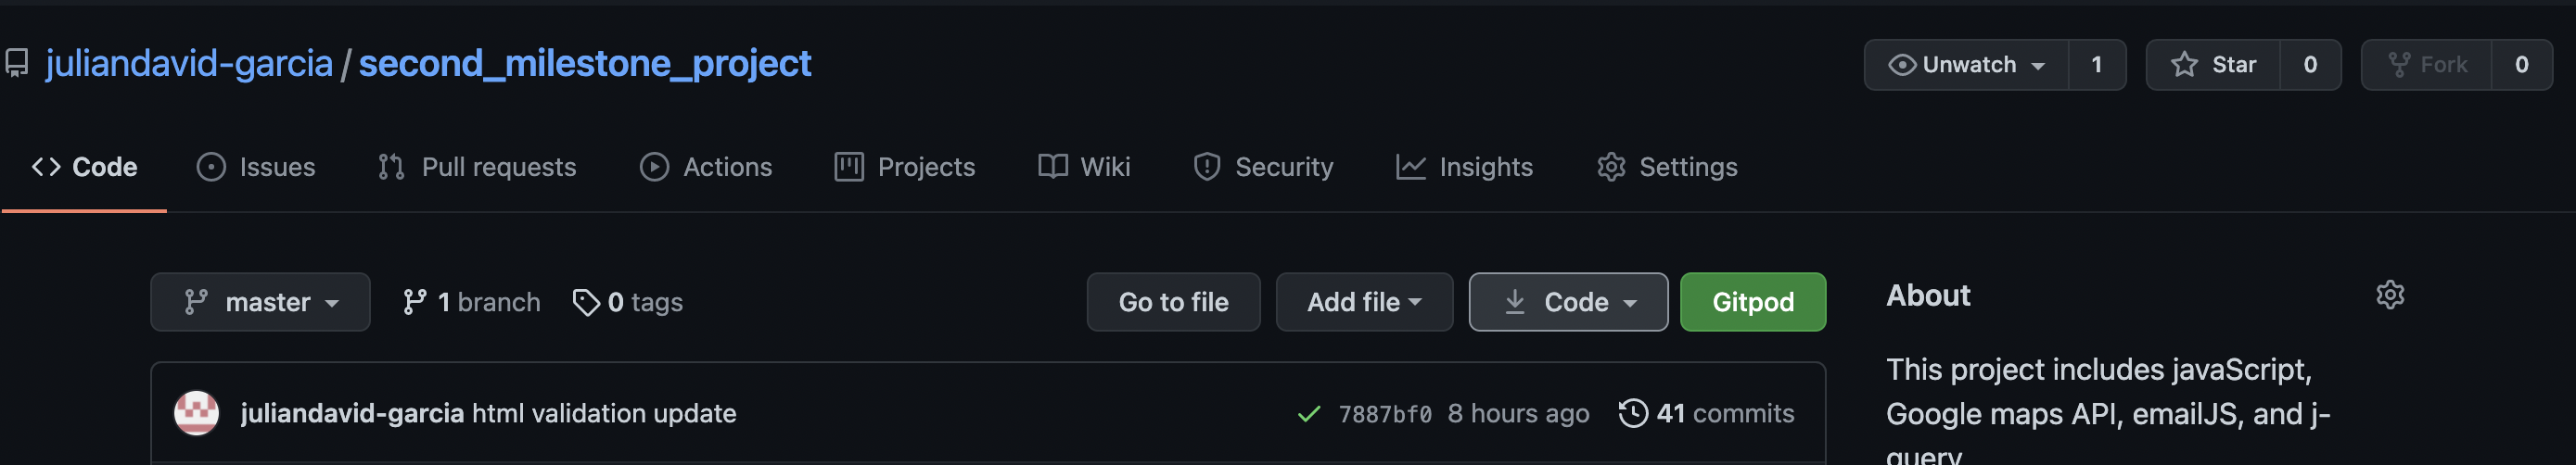 juliandavid-garcia / second_milestone_project
Unwatch 1 Star 0 Fork 0
Code Issues Pull requests Actions Projects Wiki Security Insights Settings
master 1 branch 0 tags Go to file Add file Code Gitpod
juliandavid-garcia html validation update 7887bf0 8 hours ago 41 commits
About
This project includes javaScript,
Google maps API, emailJS, and j-
query